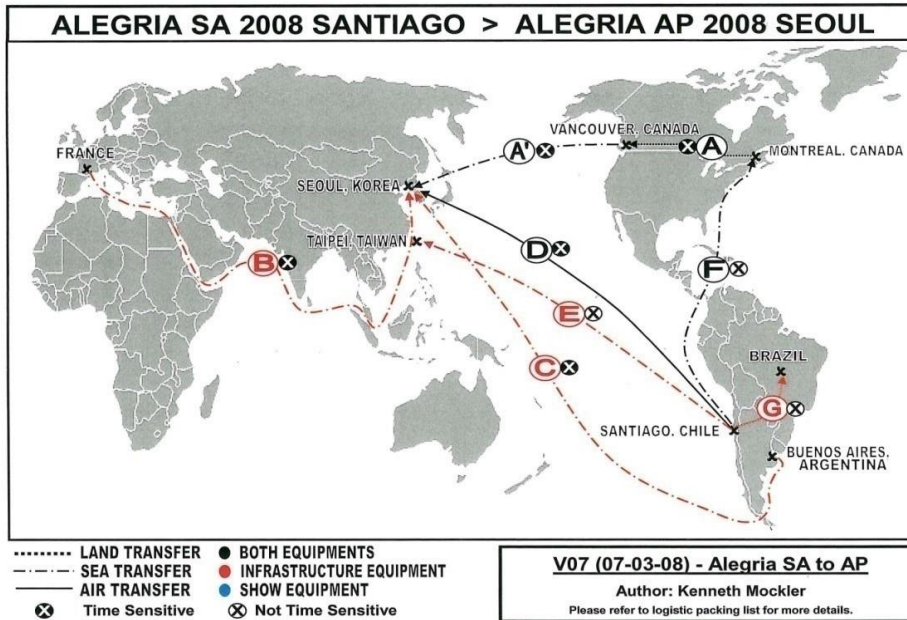 ALEGRIA SA 2008 SANTIAGO > ALEGRIA AP 2008 SEOUL
VANCOUVER, CANADA
A'
A
MONTREAL. CANADA
FRANCE
SEOUL, KOREA
TAIPEI, TAIWAN
B
D
F
E
C
BRAZIL
G
SANTIAGO. CHILE
BUENOS AIRES.
ARGENTINA
LAND TRANSFER
BOTH EQUIPMENTS
SEA TRANSFER
INFRASTRUCTURE EQUIPMENT
AIR TRANSFER
SHOW EQUIPMENT
Time Sensitive
Not Time Sensitive
V07 (07-03-08) - Alegria SA to AP
Author: Kenneth Mockler
Please refer to logistic packing list for more details.